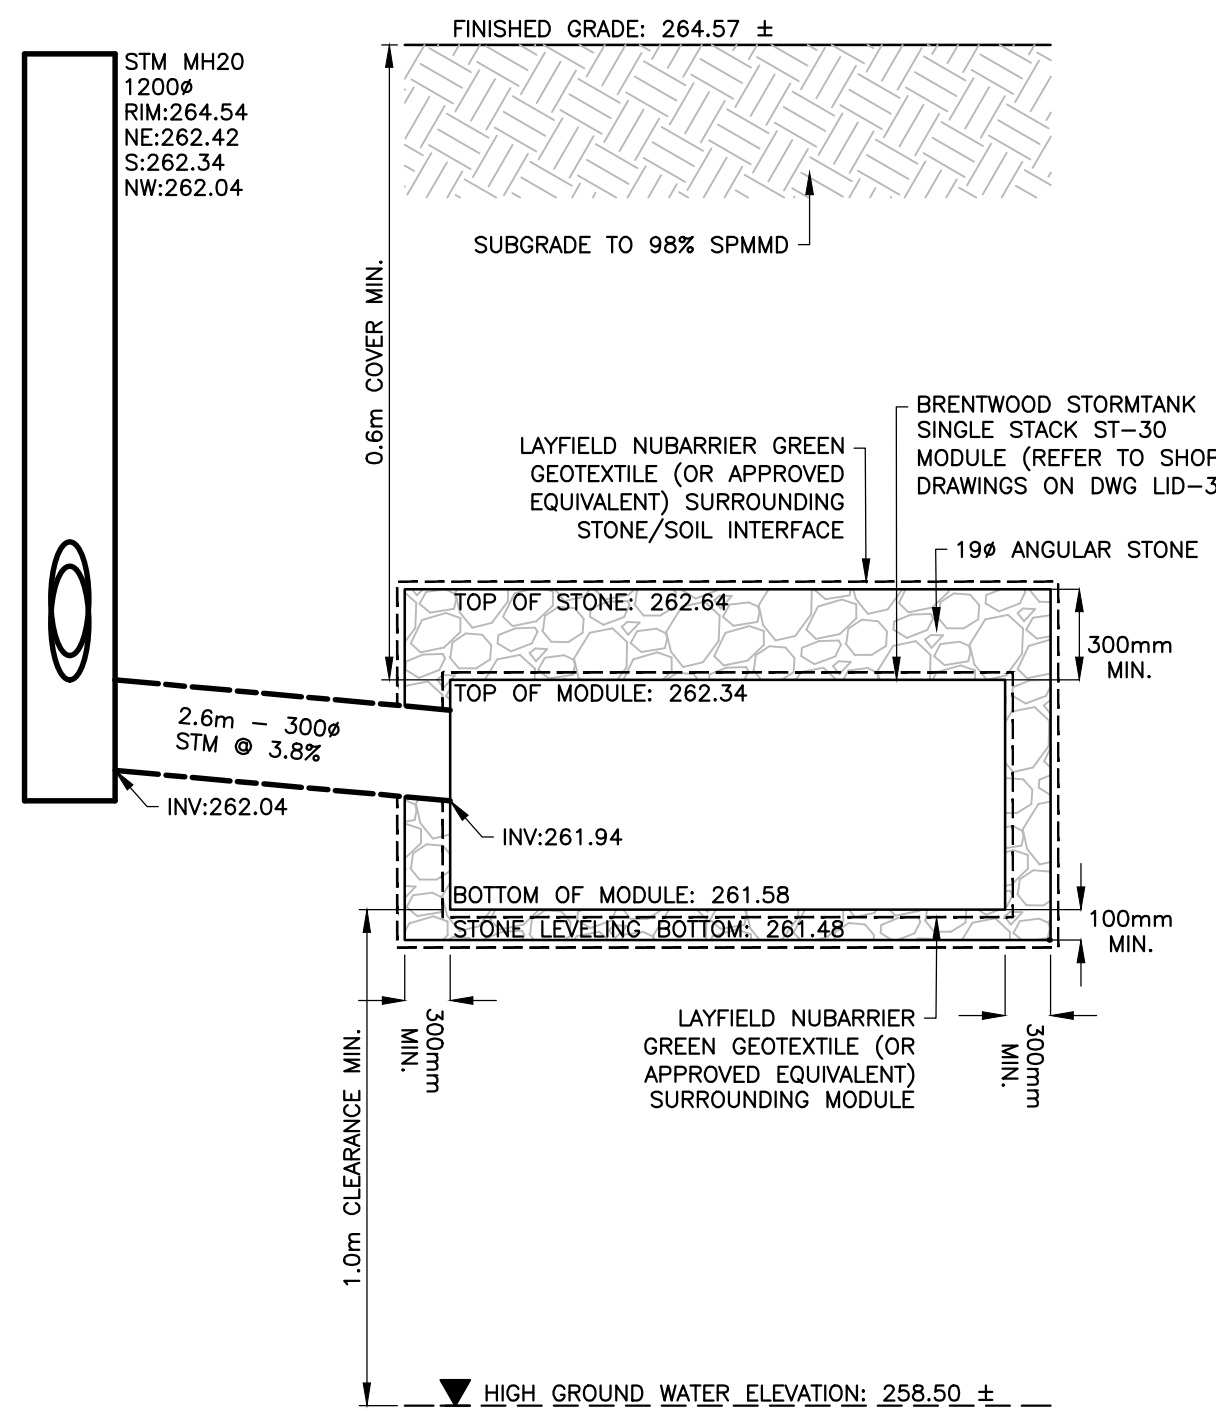 FINISHED GRADE: 264.57 ±
STM MH20
1200ø
RIM:264.54
NE:262.42
S:262.34
NW:262.04
SUBGRADE TO 98% SPMMD
0.6m COVER MIN.
BRENTWOOD STORMTANK
SINGLE STACK ST-30
MODULE (REFER TO SHOP
DRAWINGS ON DWG LID-3
LAYFIELD NUBARRIER GREEN
GEOTEXTILE (OR APPROVED
EQUIVALENT) SURROUNDING
STONE/SOIL INTERFACE
19ø ANGULAR STONE
TOP OF STONE: 262.64
300mm
MIN.
TOP OF MODULE: 262.34
2.6m - 300ø
STM @ 3.8%
INV:262.04
INV:261.94
BOTTOM OF MODULE: 261.58
STONE LEVELING BOTTOM: 261.48
100mm
MIN.
300mm
MIN.
LAYFIELD NUBARRIER
GREEN GEOTEXTILE (OR
APPROVED EQUIVALENT)
SURROUNDING MODULE
300mm
MIN.
1.0m CLEARANCE MIN.
HIGH GROUND WATER ELEVATION: 258.50 ±